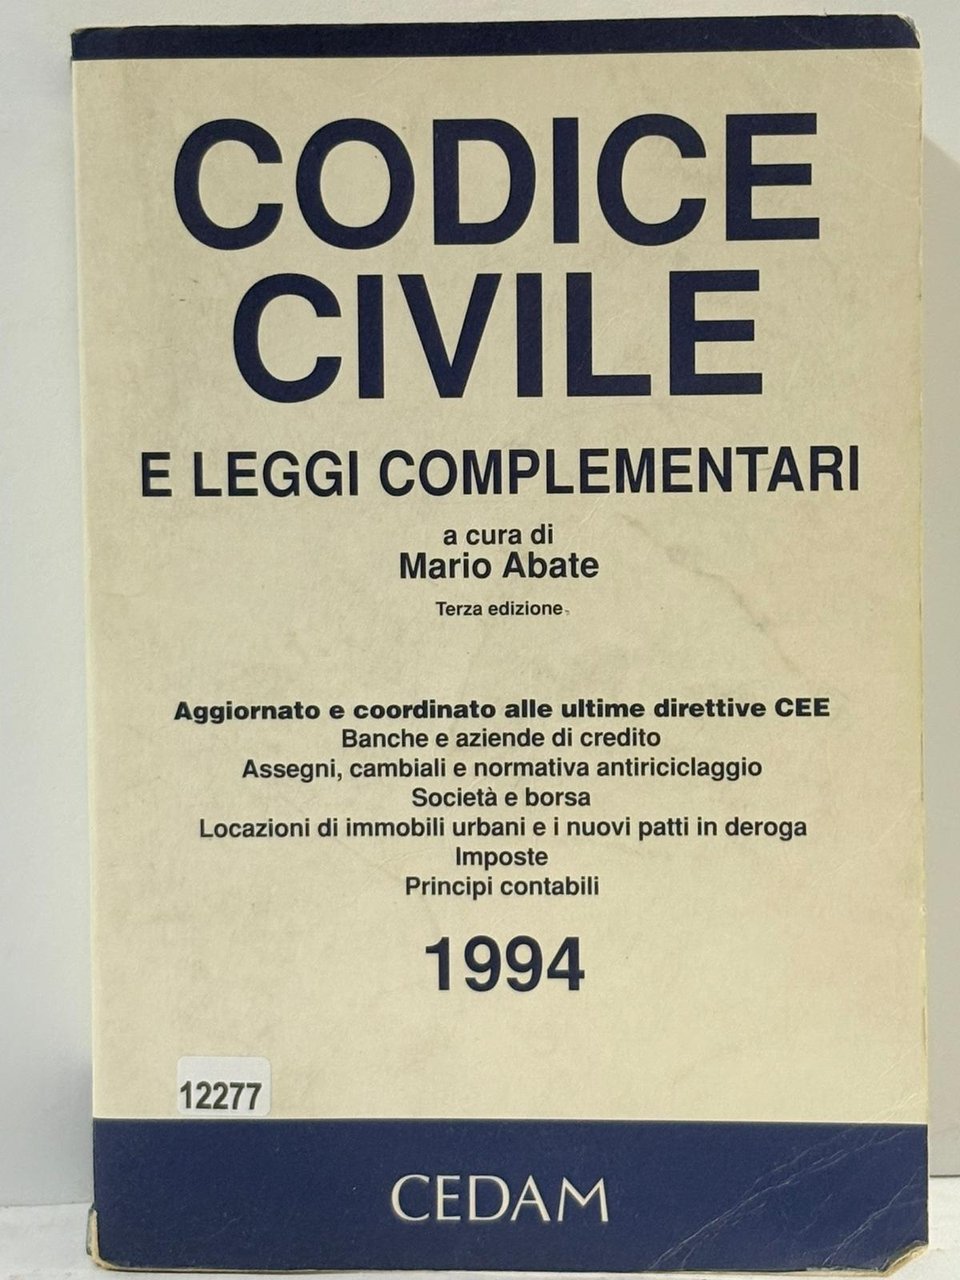 CODICE
CIVILE
E LEGGI COMPLEMENTARI
a cura di
Mario Abate
Terza edizione
Aggiornato e coordinato alle ultime direttive CEE
Banche e aziende di credito
Assegni, cambiali e normativa antiriciclaggio
Società e borsa
Locazioni di immobili urbani e i nuovi patti in deroga
Imposte
Principi contabili
1994
12277
CEDAM